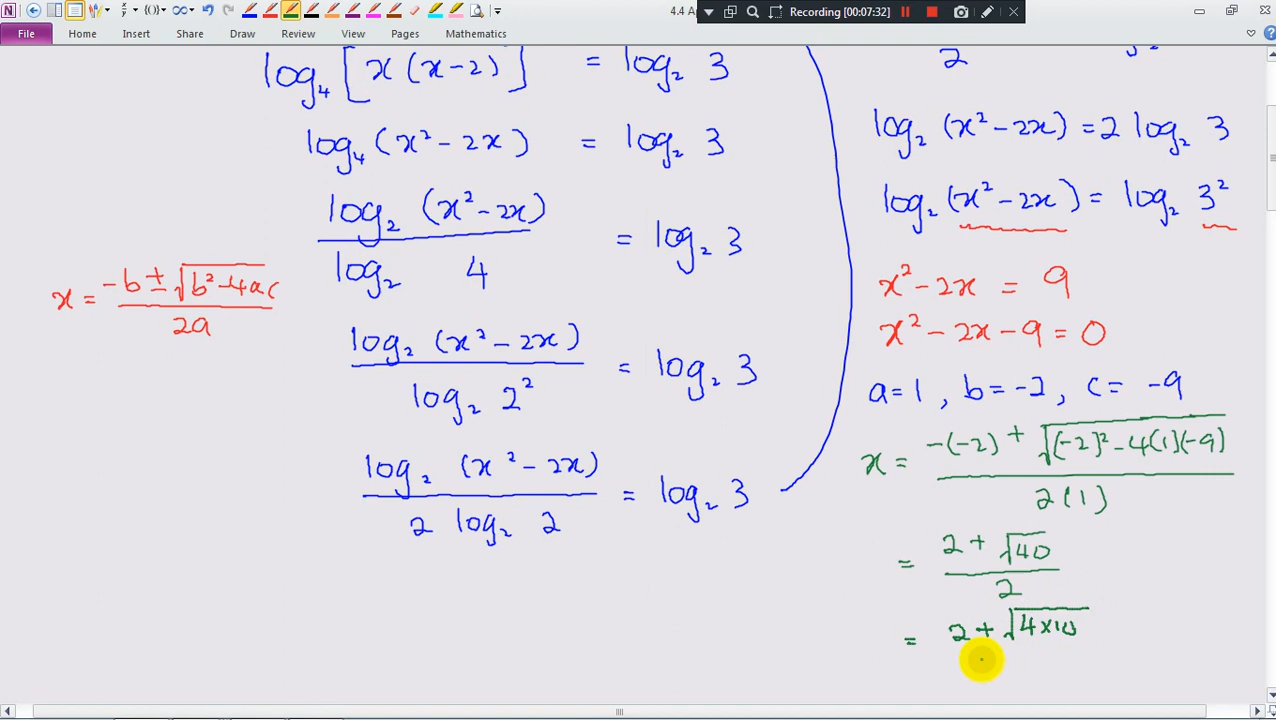 4.4 A
Recording [00:07:32]
File Home Insert Share Draw Review View Pages Mathematics
log₄ [x(x-2)] = log₂ 3
log₄ (x² - 2x) = log₂ 3
log₂ (x² - 2x)
log₂ 4
= log₂ 3
x = -b ± √b² - 4ac
2a
log₂ (x² - 2x)
log₂ 2²
= log₂ 3
log₂ (x² - 2x)
2 log₂ 2
= log₂ 3
2
log₂ (x² - 2x) = 2 log₂ 3
log₂ (x² - 2x) = log₂ 3²
x² - 2x = 9
x² - 2x - 9 = 0
a = 1 , b = -2 , c = -9
x = -(-2) + √(-2)² - 4(1)(-9)
2(1)
= 2 + √40
2
= 2 + √4×10